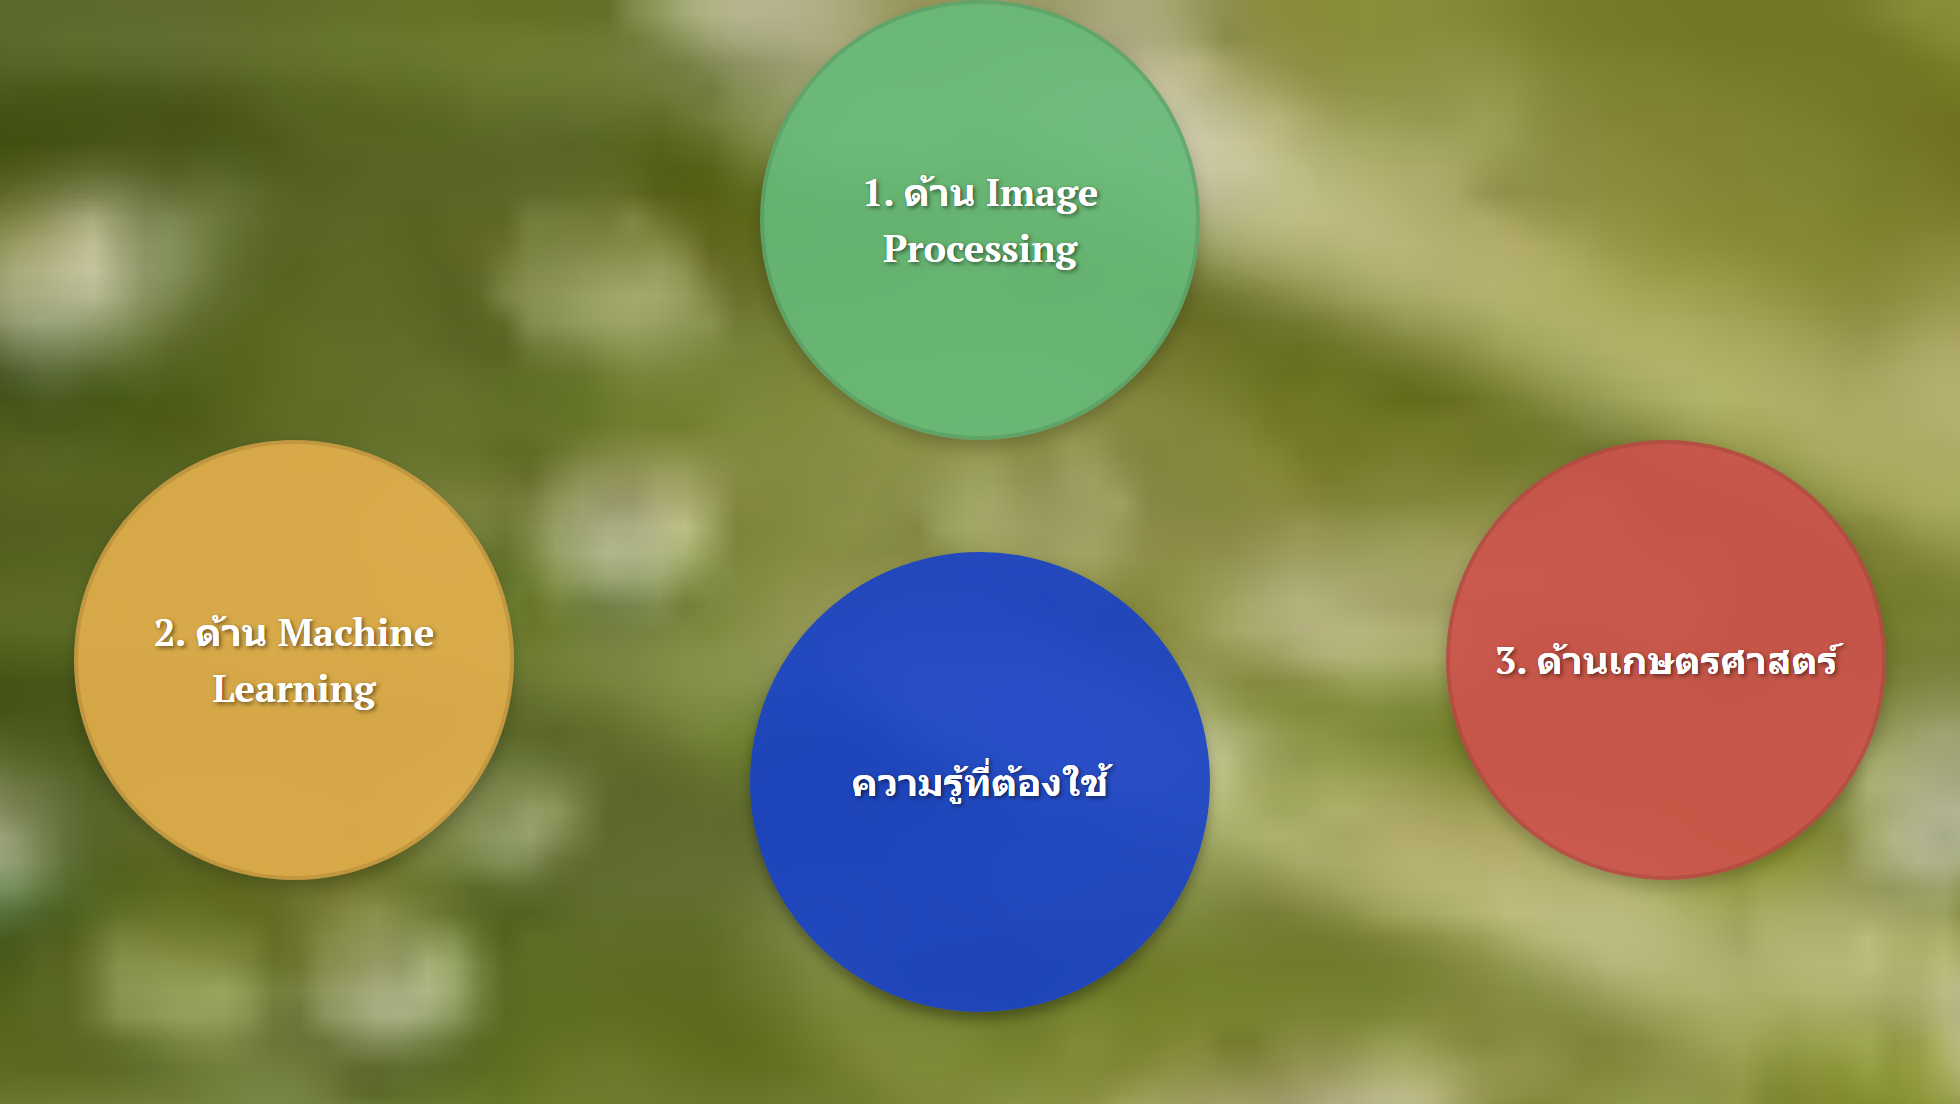 1. ด้าน Image
Processing
2. ด้าน Machine
Learning
3. ด้านเกษตรศาสตร์
ความรู้ที่ต้องใช้